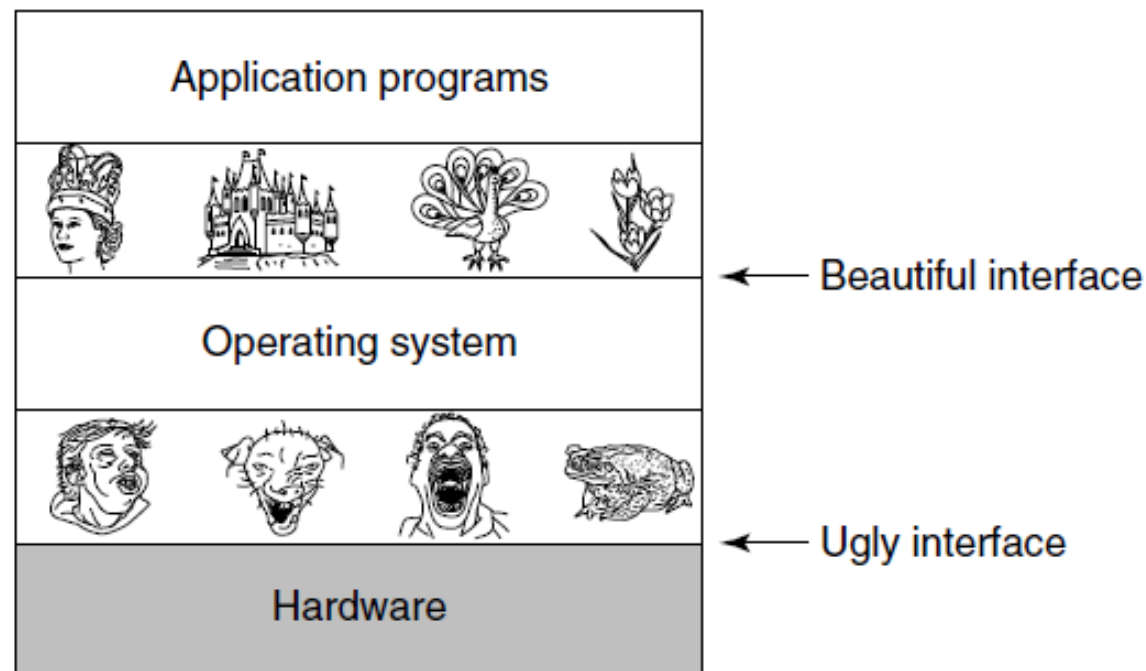 Application programs
Beautiful interface
Operating system
Ugly interface
Hardware